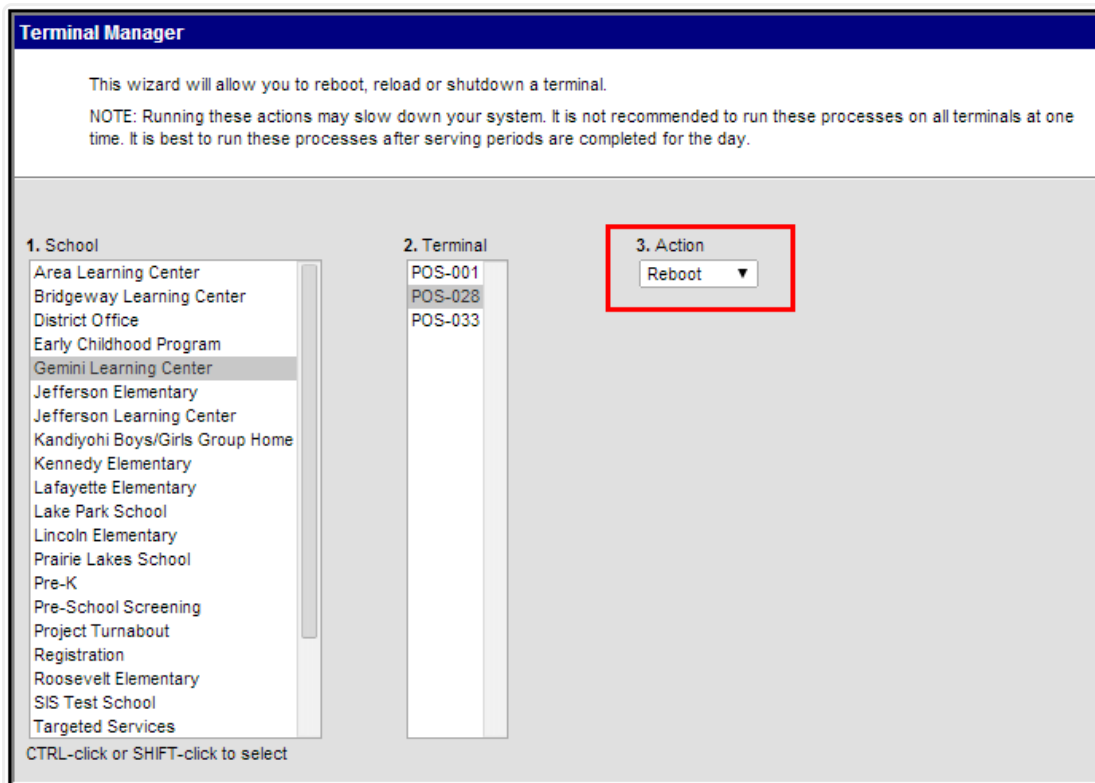 Terminal Manager
This wizard will allow you to reboot, reload or shutdown a terminal.
NOTE: Running these actions may slow down your system. It is not recommended to run these processes on all terminals at one
time. It is best to run these processes after serving periods are completed for the day.
1. School
Area Learning Center
Bridgeway Learning Center
District Office
Early Childhood Program
Gemini Learning Center
Jefferson Elementary
Jefferson Learning Center
Kandiyohi Boys/Girls Group Home
Kennedy Elementary
Lafayette Elementary
Lake Park School
Lincoln Elementary
Prairie Lakes School
Pre-K
Pre-School Screening
Project Turnabout
Registration
Roosevelt Elementary
SIS Test School
Targeted Services
CTRL-click or SHIFT-click to select
2. Terminal
POS-001
POS-028
POS-033
3. Action
Reboot